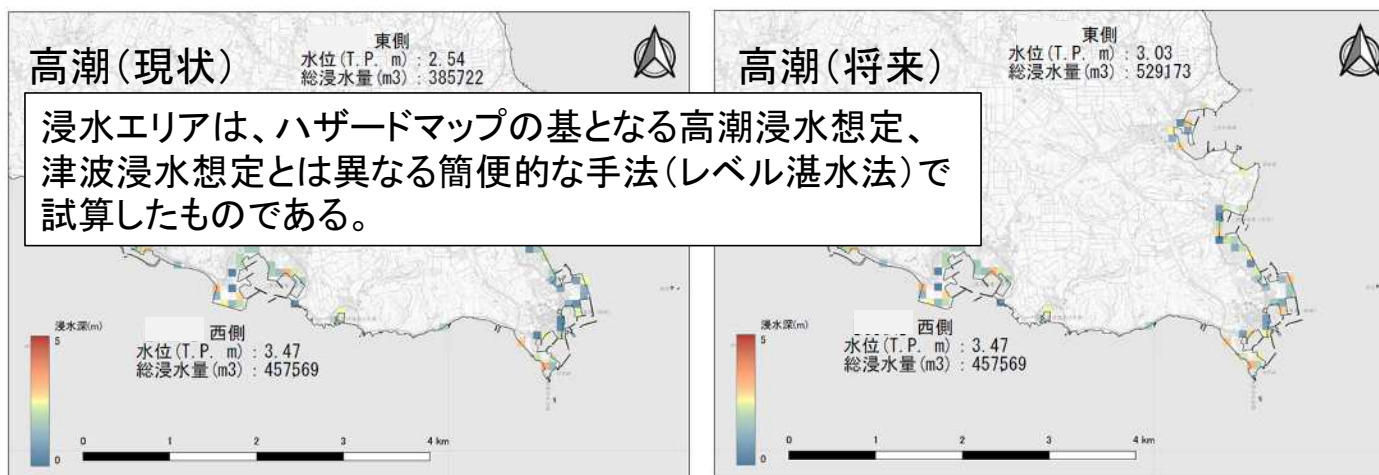 高潮(現状)
東側
水位(T.P. m) : 2.54
総浸水量(m3) : 385722
浸水エリアは、ハザードマップの基となる高潮浸水想定、
津波浸水想定とは異なる簡便的な手法(レベル湛水法)で
試算したものである。
浸水深(m)
5
0
西側
水位(T.P. m) : 3.47
総浸水量(m3) : 457569
0 1 2 3 4 km
高潮(将来)
東側
水位(T.P. m) : 3.03
総浸水量(m3) : 529173
浸水深(m)
5
0
西側
水位(T.P. m) : 3.47
総浸水量(m3) : 457569
0 1 2 3 4 km